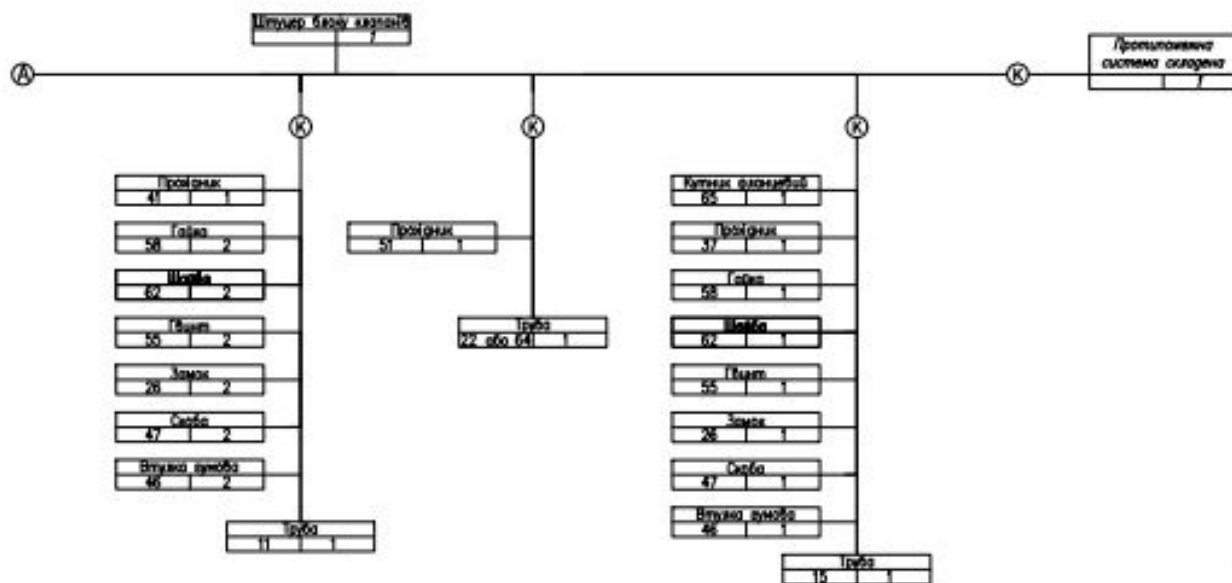 Штуцер блоку клапанів
1
Протипожежна
система складена
1
А
К
К
К
К
Прохідник
41 1
Гайка
58 2
Шайба
62 2
Гвинт
55 2
Замок
26 2
Скоба
47 2
Втулка гумова
46 2
Труба
11 1
Прохідник
51 1
Труба
22 або 64 1
Кутник фланцевий
65 1
Прохідник
37 1
Гайка
58 1
Шайба
62 1
Гвинт
55 1
Замок
26 1
Скоба
47 1
Втулка гумова
46 1
Труба
15 1